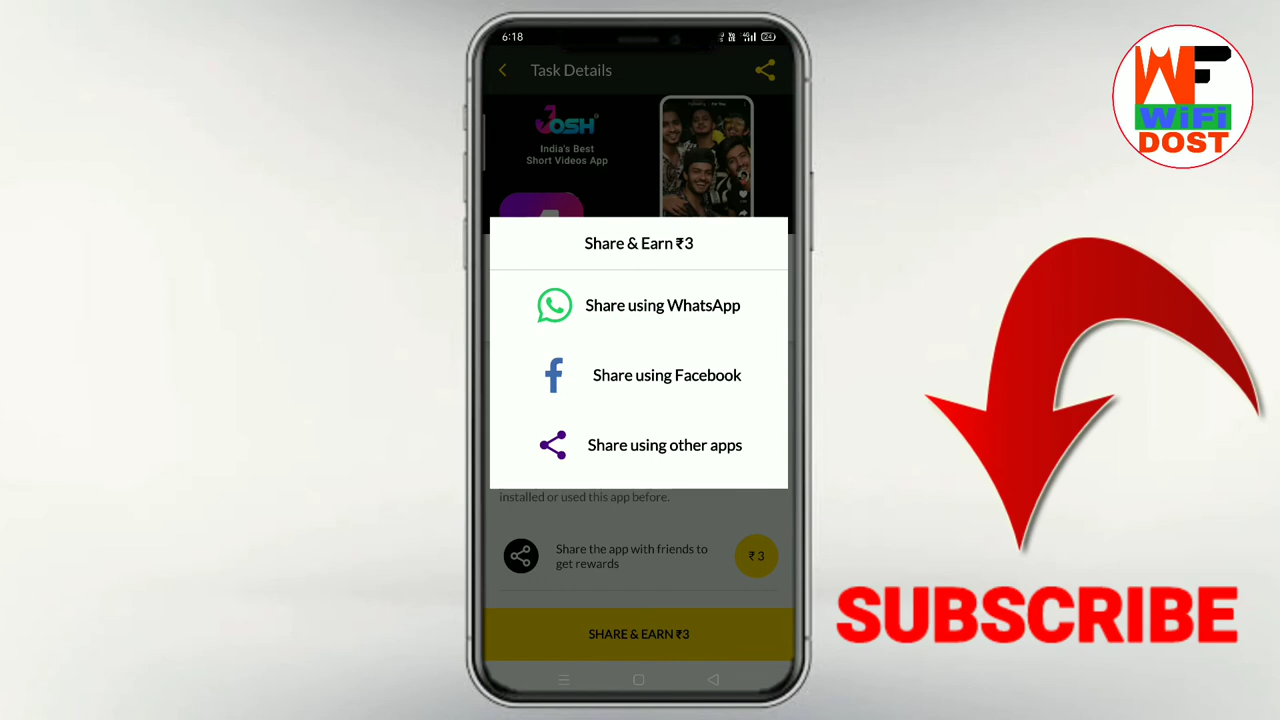 6:18
24
Task Details
JOSH
India's Best
Short Videos App
Share & Earn ₹3
Share using WhatsApp
Share using Facebook
Share using other apps
installed or used this app before.
Share the app with friends to
get rewards
₹ 3
SHARE & EARN ₹3
WF
WiFi
DOST
SUBSCRIBE